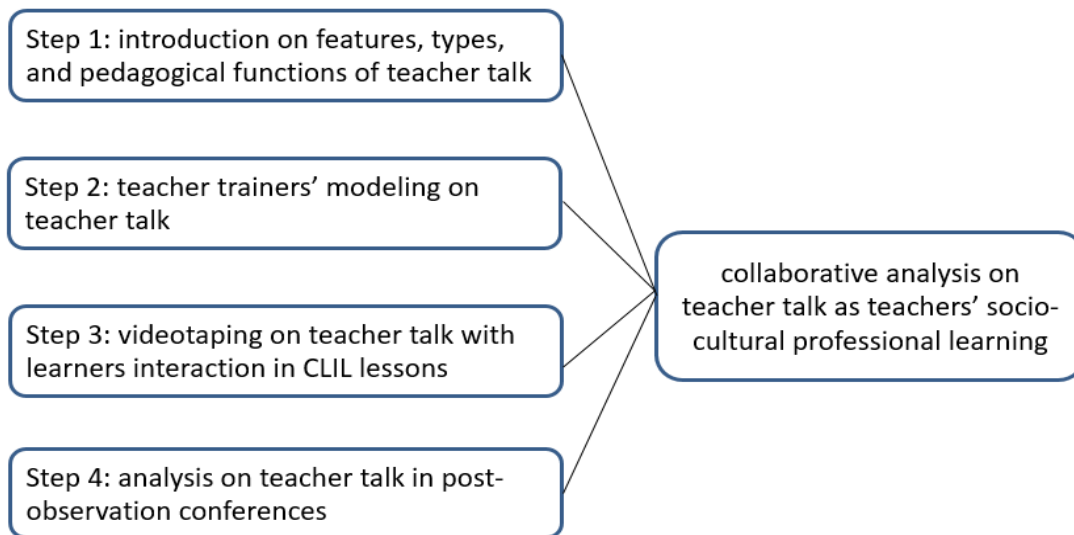 Step 1: introduction on features, types,
and pedagogical functions of teacher talk
Step 2: teacher trainers' modeling on
teacher talk
Step 3: videotaping on teacher talk with
learners interaction in CLIL lessons
Step 4: analysis on teacher talk in post-
observation conferences
collaborative analysis on
teacher talk as teachers' socio-
cultural professional learning